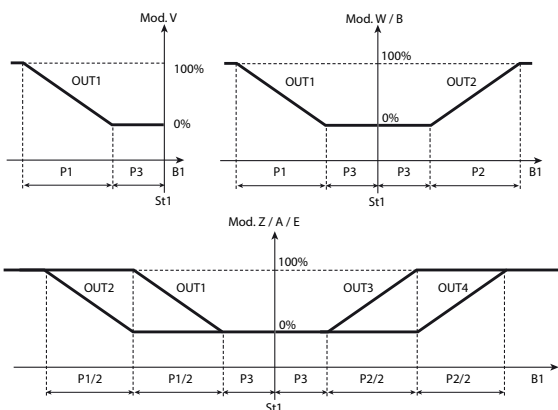 Mod. V
100%
OUT1
0%
P1 P3 B1
St1
Mod. W / B
100%
OUT1 OUT2
0%
P1 P3 P3 P2 B1
St1
Mod. Z / A / E
100%
OUT2 OUT1 OUT3 OUT4
0%
P1/2 P1/2 P3 P3 P2/2 P2/2 B1
St1